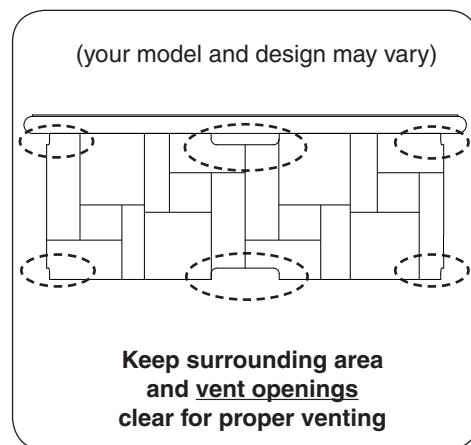 (your model and design may vary)
Keep surrounding area
and vent openings
clear for proper venting